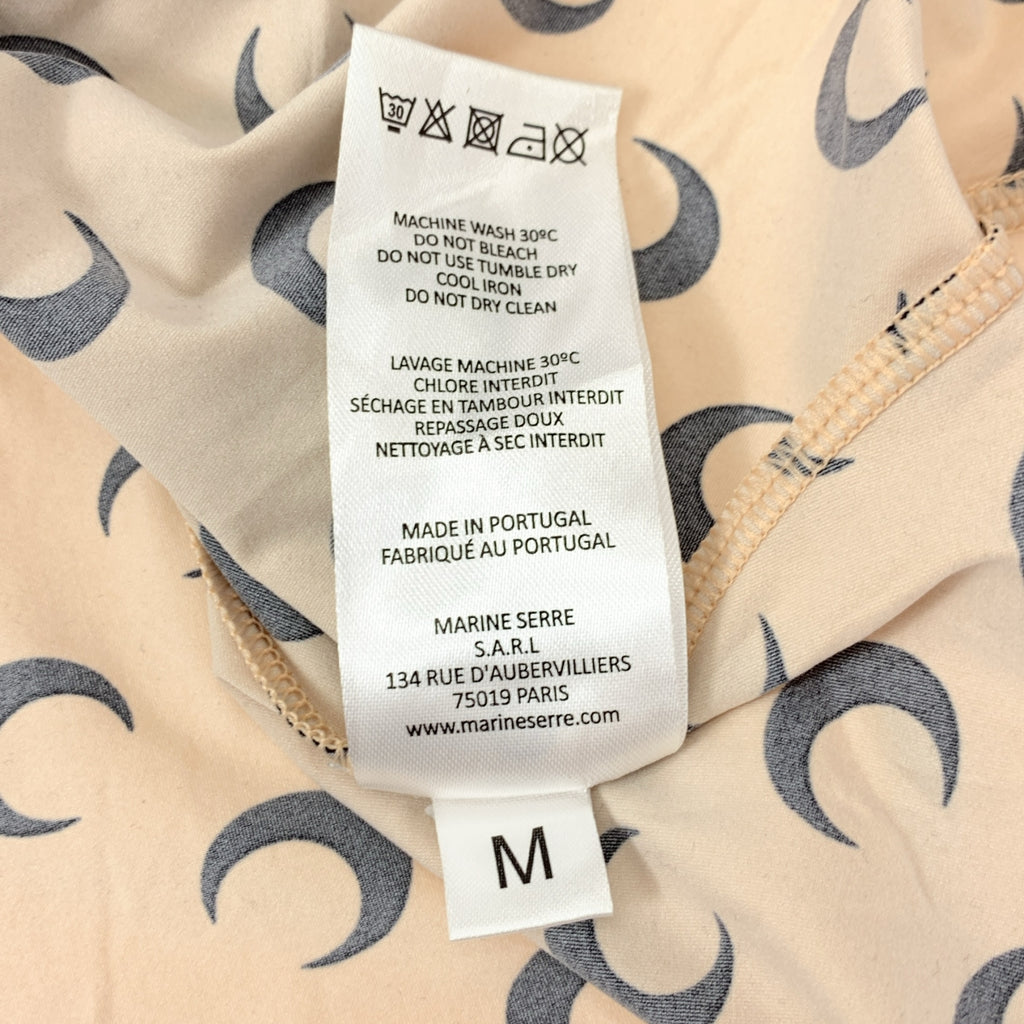 30
MACHINE WASH 30ºC
DO NOT BLEACH
DO NOT USE TUMBLE DRY
COOL IRON
DO NOT DRY CLEAN
LAVAGE MACHINE 30ºC
CHLORE INTERDIT
SÉCHAGE EN TAMBOUR INTERDIT
REPASSAGE DOUX
NETTOYAGE À SEC INTERDIT
MADE IN PORTUGAL
FABRIQUÉ AU PORTUGAL
MARINE SERRE
S.A.R.L
134 RUE D'AUBERVILLIERS
75019 PARIS
www.marineserre.com
M